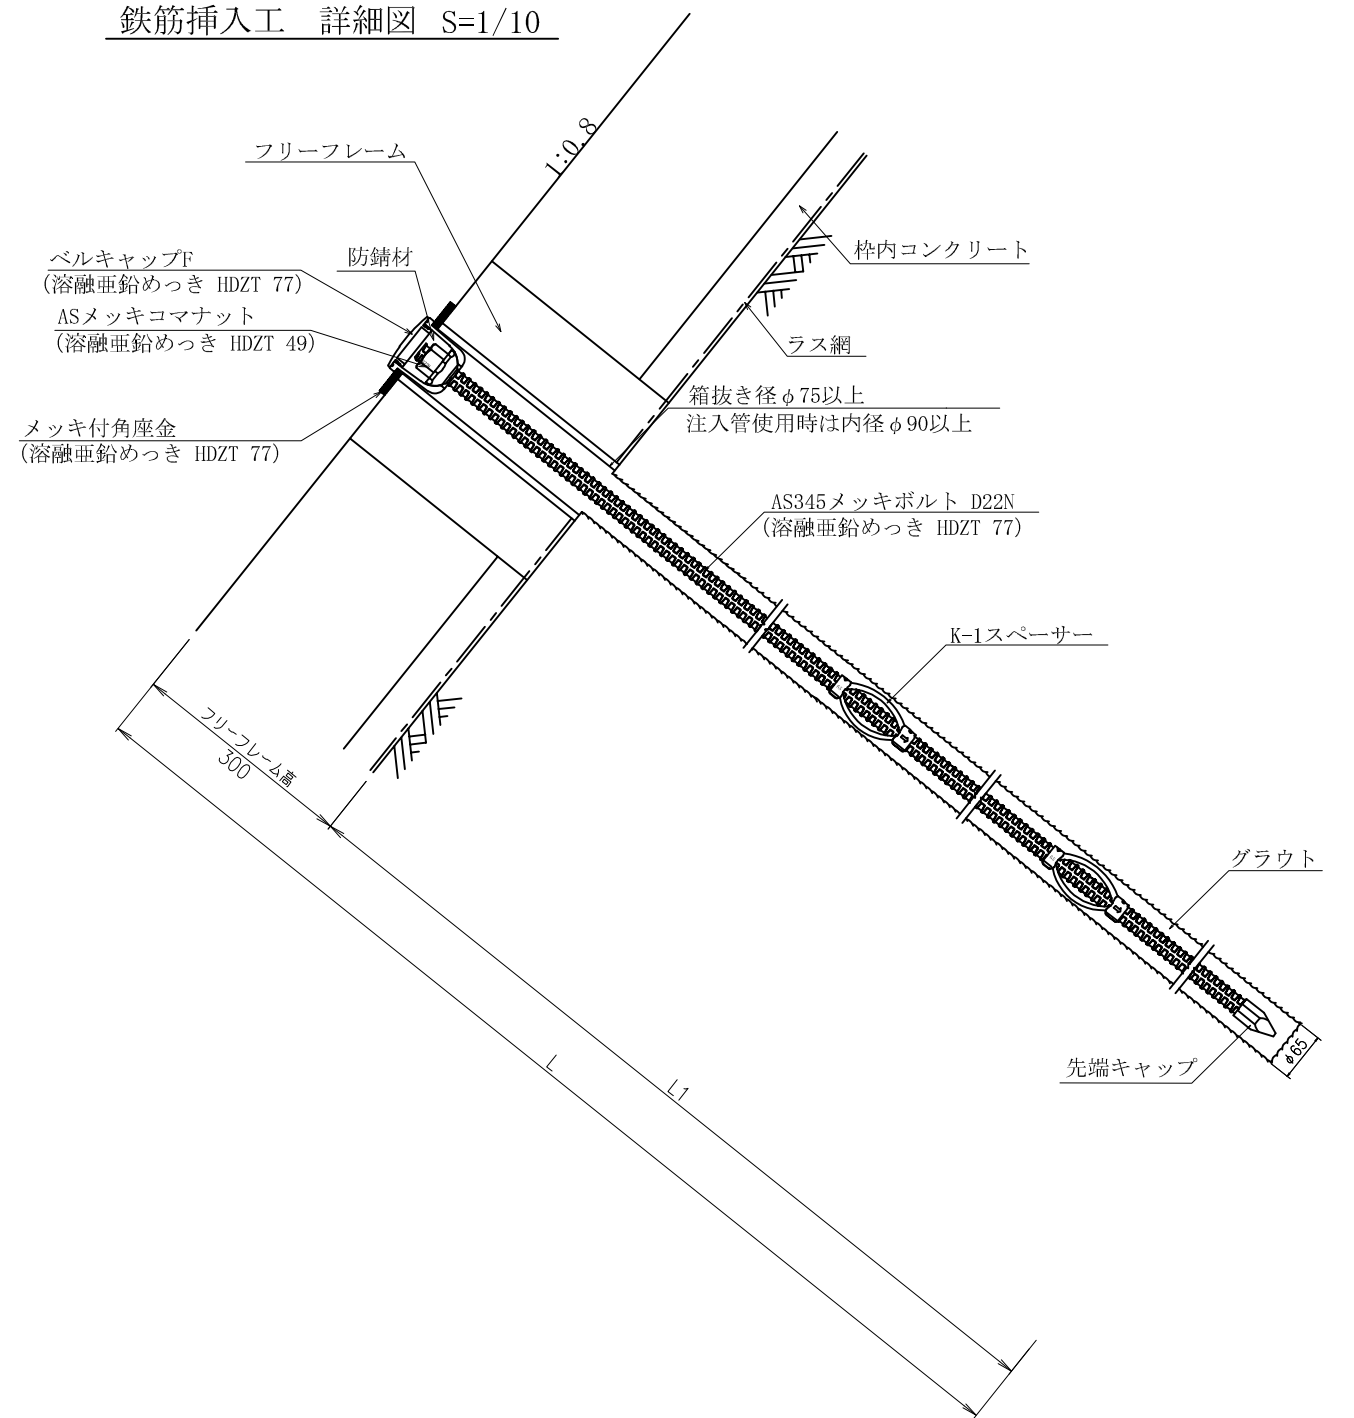 鉄筋挿入工　詳細図 S=1/10
1:0.8
フリーフレーム
ベルキャップF
(溶融亜鉛めっき HDZT 77)
防錆材
枠内コンクリート
ASメッキコマナット
(溶融亜鉛めっき HDZT 49)
ラス網
箱抜き径φ75以上
注入管使用時は内径φ90以上
メッキ付角座金
(溶融亜鉛めっき HDZT 77)
AS345メッキボルト D22N
(溶融亜鉛めっき HDZT 77)
K-1スペーサー
フリーフレーム高
300
グラウト
先端キャップ
φ65
L
L1